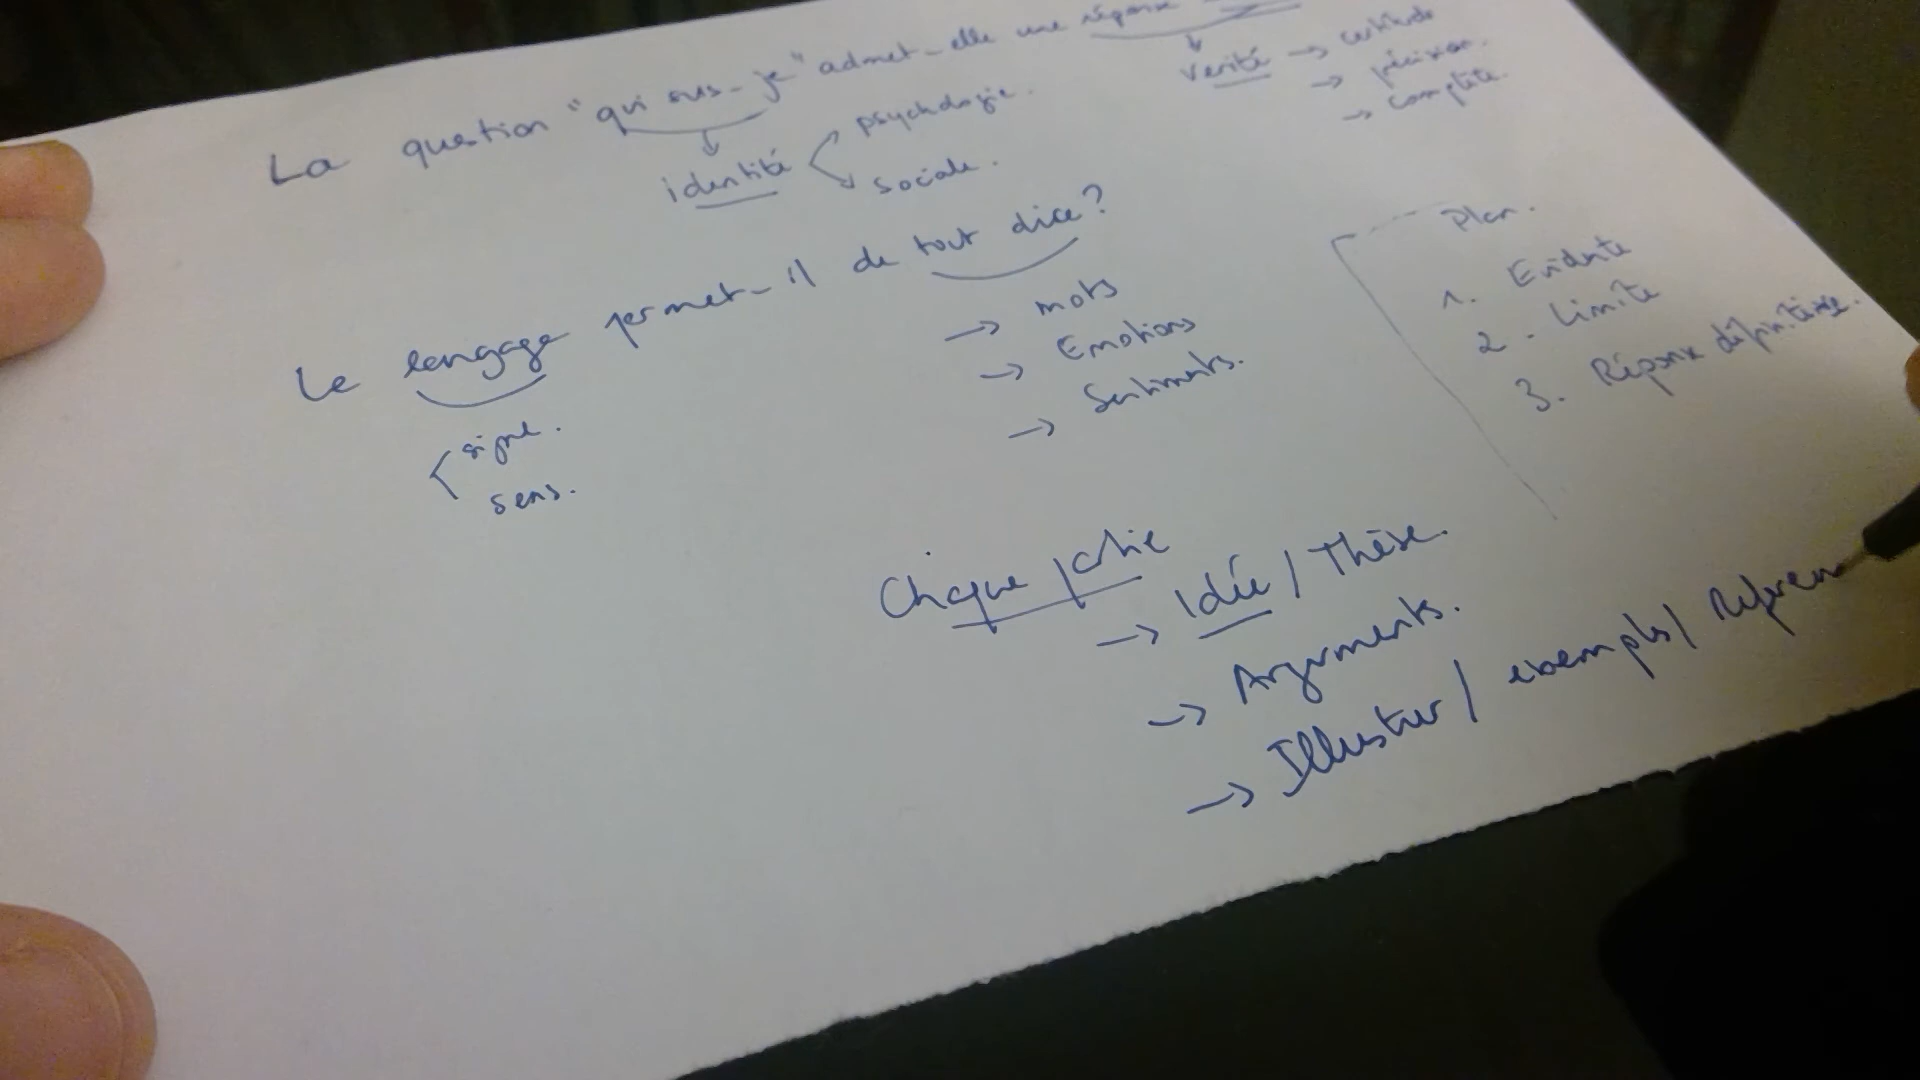 La question "qui suis-je" admet-elle une réponse
identité
psychologie.
sociale.
Vérité → certitude
→ précision.
→ complète.
Le langage permet-il de tout dire?
signe.
sens.
→ mots
→ Emotions
→ Sentiments.
Plan.
1. Evidente
2. Limite
3. Réponse définitive.
Chaque partie
→ Idée / Thèse.
→ Arguments.
→ Illustrer / exemples /